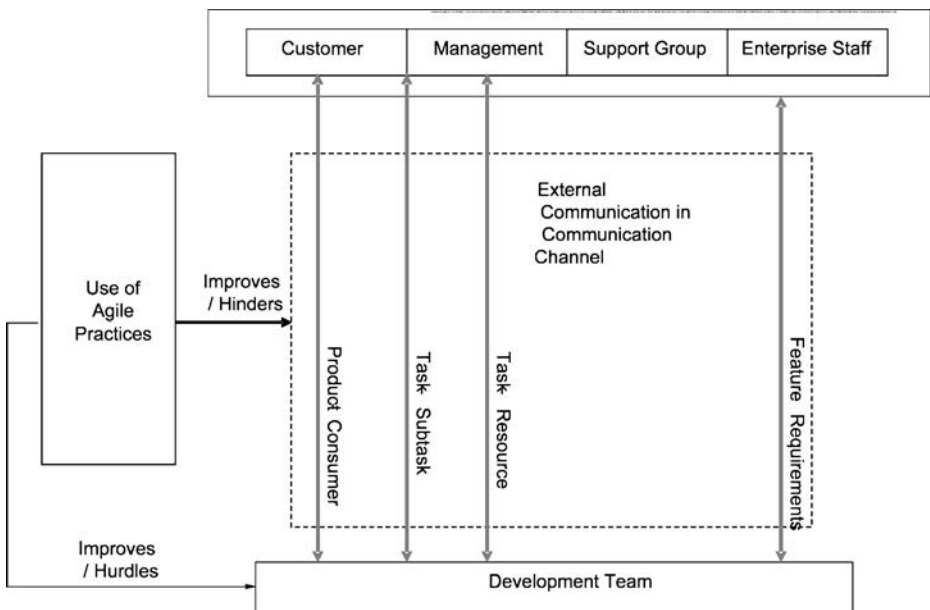 Customer
Management
Support Group
Enterprise Staff
External
Communication in
Communication
Channel
Use of
Agile
Practices
Improves
/ Hinders
Product Consumer
Task- Subtask
Task- Resource
Feature Requirements
Improves
/ Hurdles
Development Team